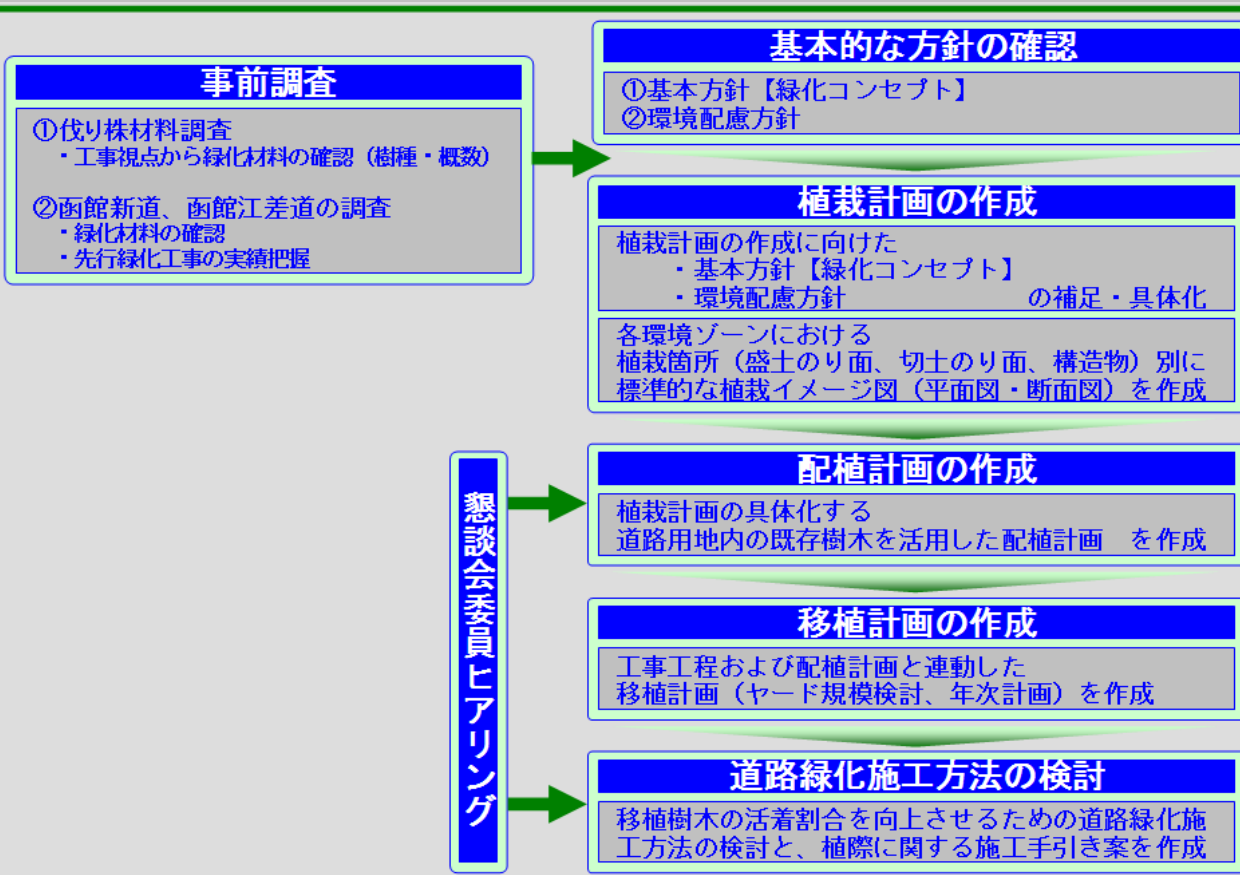 事前調査
①伐り株材料調査
・工事視点から緑化材料の確認（樹種・概数）
②函館新道、函館江差道の調査
・緑化材料の確認
・先行緑化工事の実績把握
基本的な方針の確認
①基本方針【緑化コンセプト】
②環境配慮方針
植栽計画の作成
植栽計画の作成に向けた
・基本方針【緑化コンセプト】
・環境配慮方針　の補足・具体化
各環境ゾーンにおける
植栽箇所（盛土のり面、切土のり面、構造物）別に
標準的な植栽イメージ図（平面図・断面図）を作成
懇談会委員ヒアリング
配植計画の作成
植栽計画の具体化する
道路用地内の既存樹木を活用した配植計画　を作成
移植計画の作成
工事工程および配植計画と連動した
移植計画（ヤード規模検討、年次計画）を作成
道路緑化施工方法の検討
移植樹木の活着割合を向上させるための道路緑化施
工方法の検討と、植際に関する施工手引き案を作成